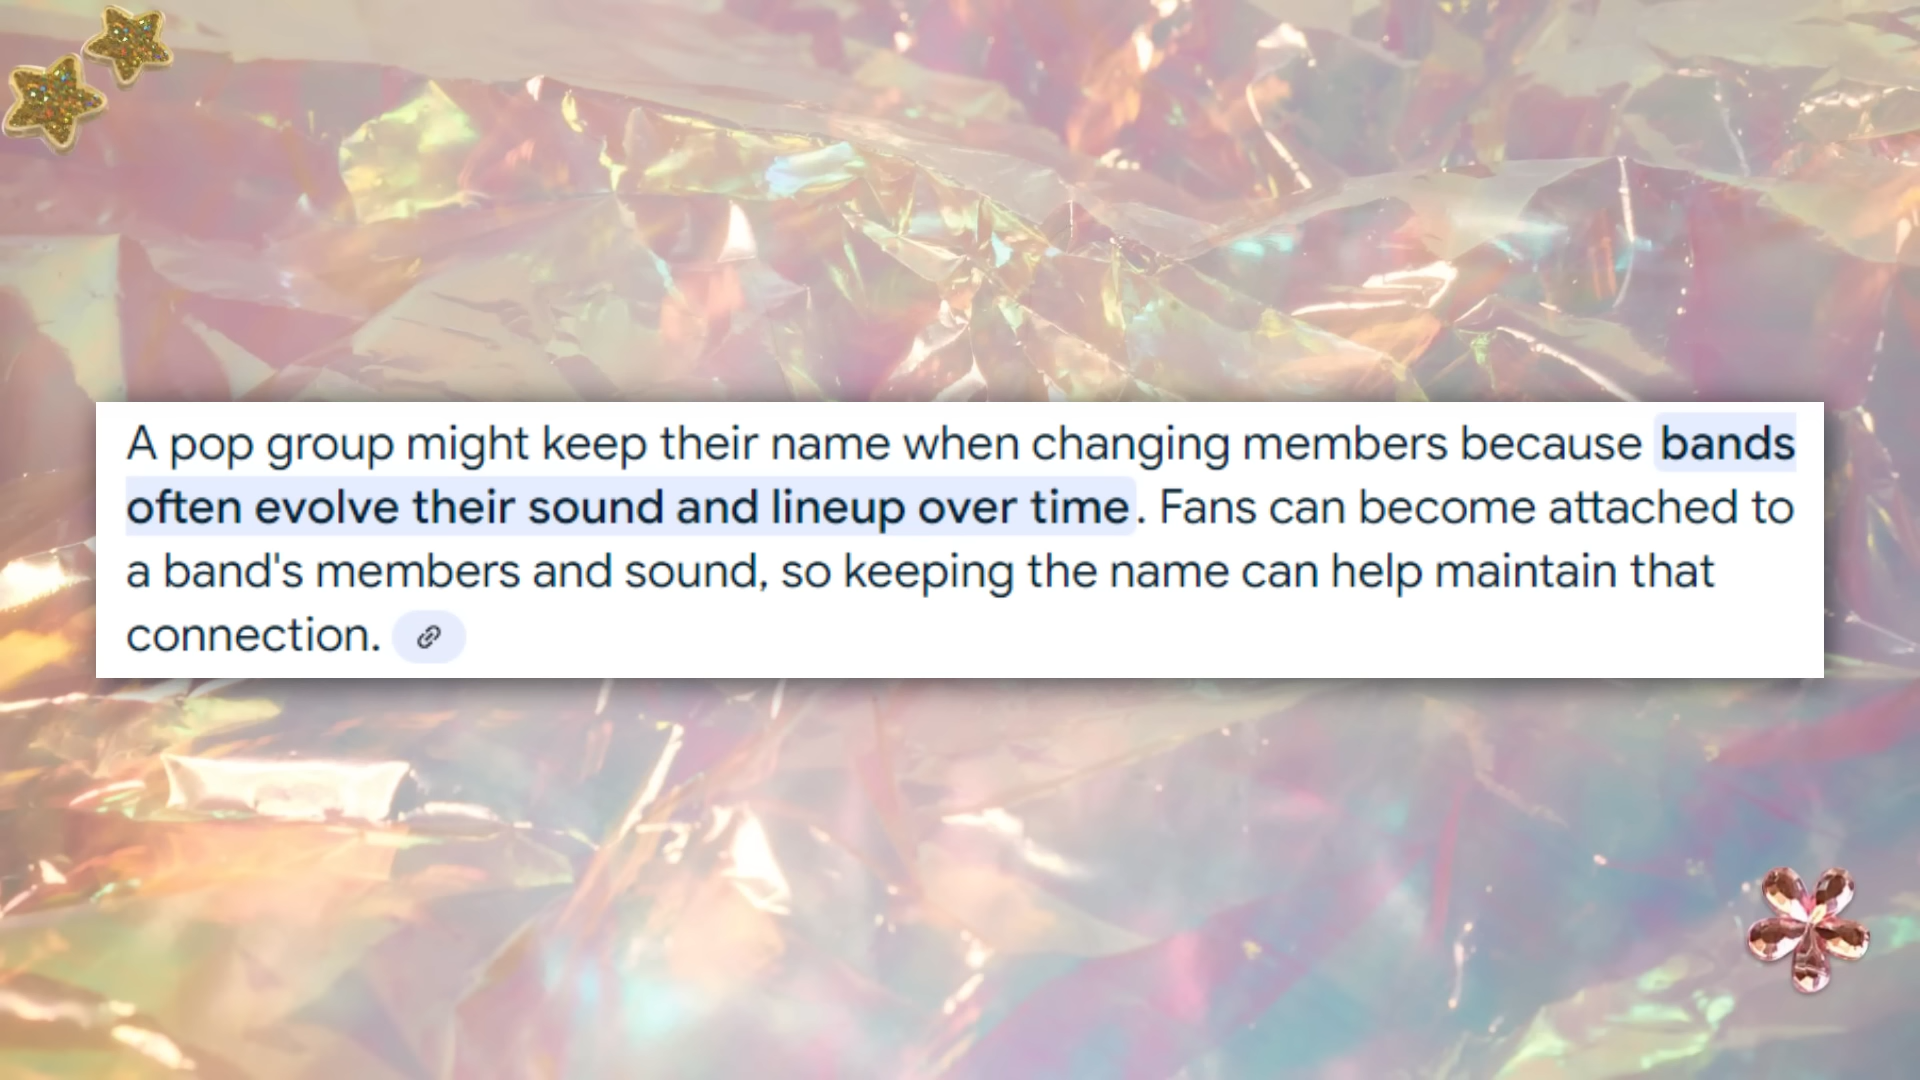 A pop group might keep their name when changing members because bands
often evolve their sound and lineup over time. Fans can become attached to
a band's members and sound, so keeping the name can help maintain that
connection.